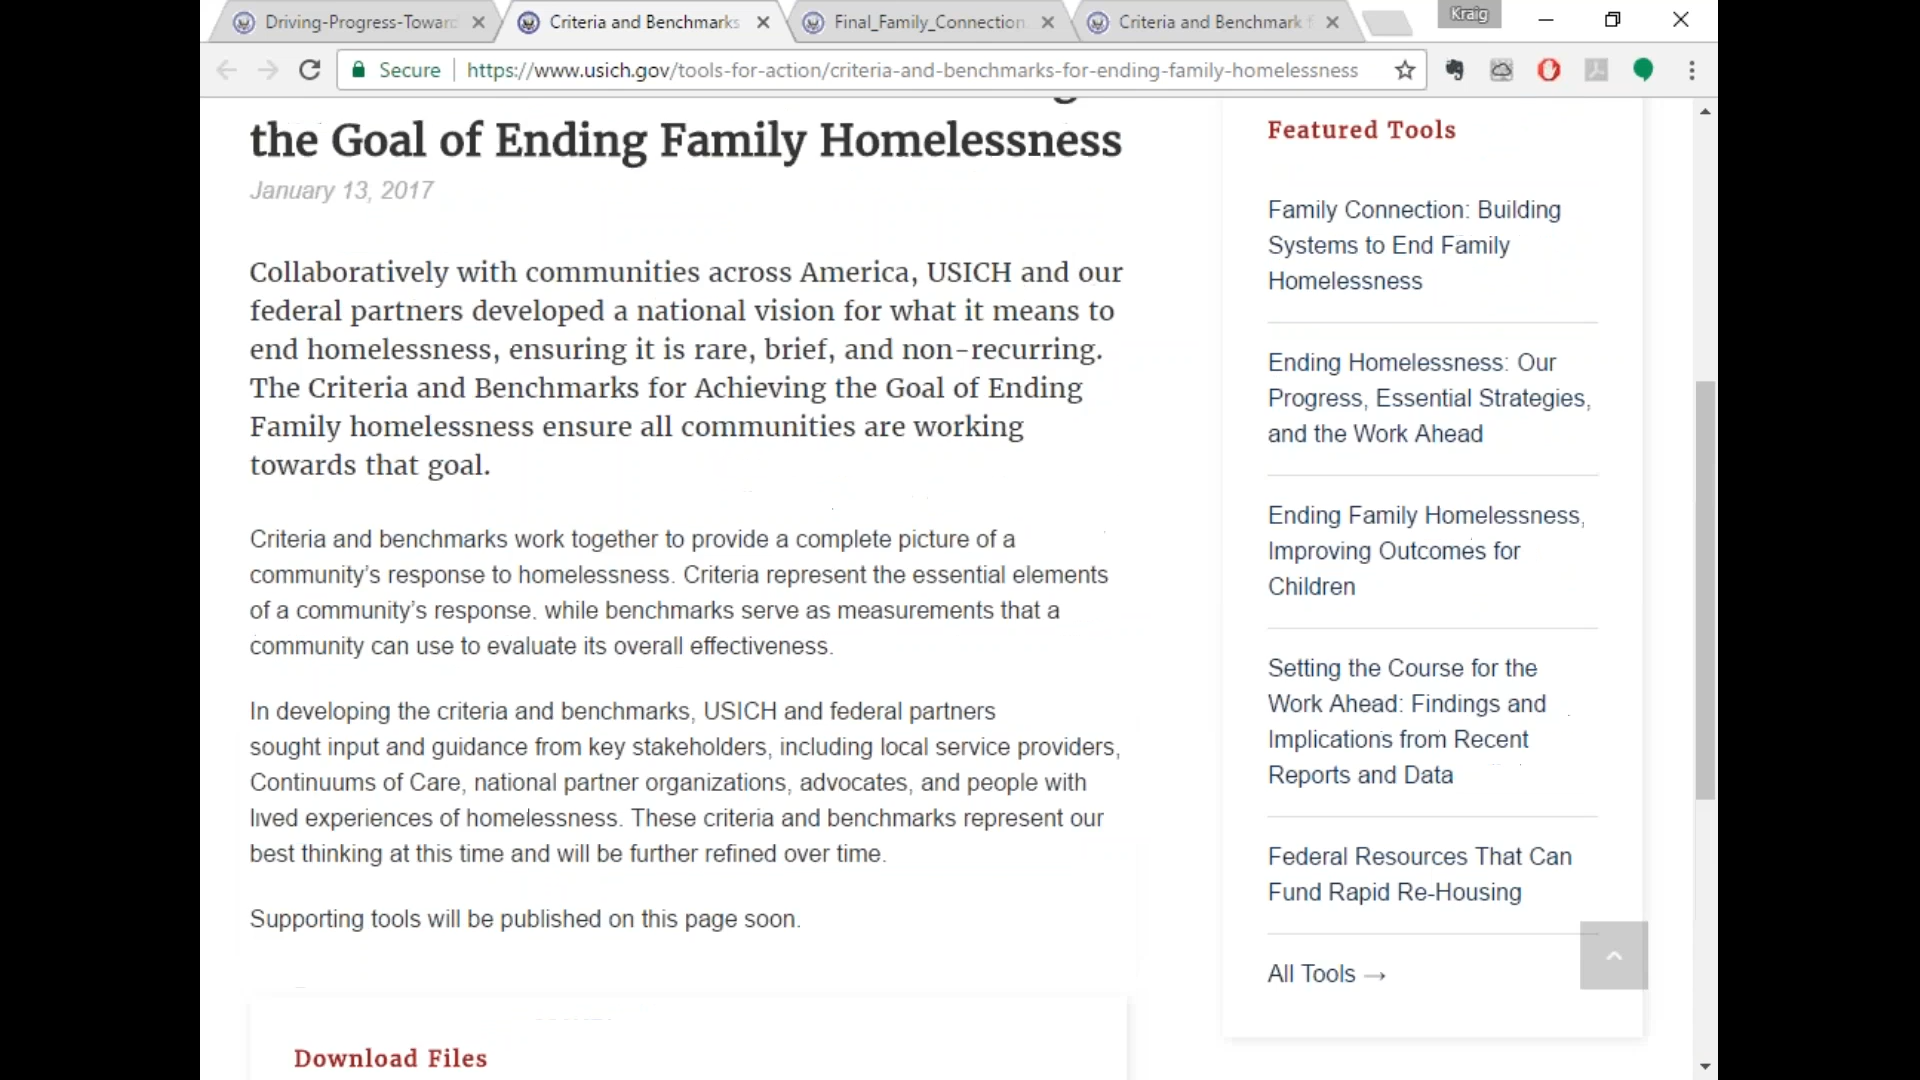 Driving-Progress-Towar
Criteria and Benchmarks
Final_Family_Connection
Criteria and Benchmark f
Kraig
Secure
https://www.usich.gov/tools-for-action/criteria-and-benchmarks-for-ending-family-homelessness
the Goal of Ending Family Homelessness
January 13, 2017
Collaboratively with communities across America, USICH and our
federal partners developed a national vision for what it means to
end homelessness, ensuring it is rare, brief, and non-recurring.
The Criteria and Benchmarks for Achieving the Goal of Ending
Family homelessness ensure all communities are working
towards that goal.
Criteria and benchmarks work together to provide a complete picture of a
community's response to homelessness. Criteria represent the essential elements
of a community's response, while benchmarks serve as measurements that a
community can use to evaluate its overall effectiveness.
In developing the criteria and benchmarks, USICH and federal partners
sought input and guidance from key stakeholders, including local service providers,
Continuums of Care, national partner organizations, advocates, and people with
lived experiences of homelessness. These criteria and benchmarks represent our
best thinking at this time and will be further refined over time.
Supporting tools will be published on this page soon.
Download Files
Featured Tools
Family Connection: Building
Systems to End Family
Homelessness
Ending Homelessness: Our
Progress, Essential Strategies,
and the Work Ahead
Ending Family Homelessness,
Improving Outcomes for
Children
Setting the Course for the
Work Ahead: Findings and
Implications from Recent
Reports and Data
Federal Resources That Can
Fund Rapid Re-Housing
All Tools →